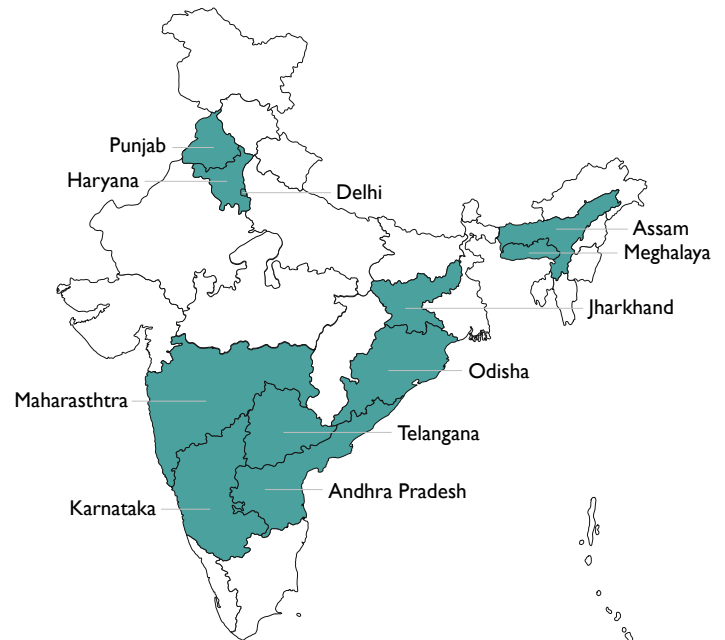 Punjab
Haryana
Delhi
Assam
Meghalaya
Jharkhand
Odisha
Maharasthtra
Telangana
Andhra Pradesh
Karnataka